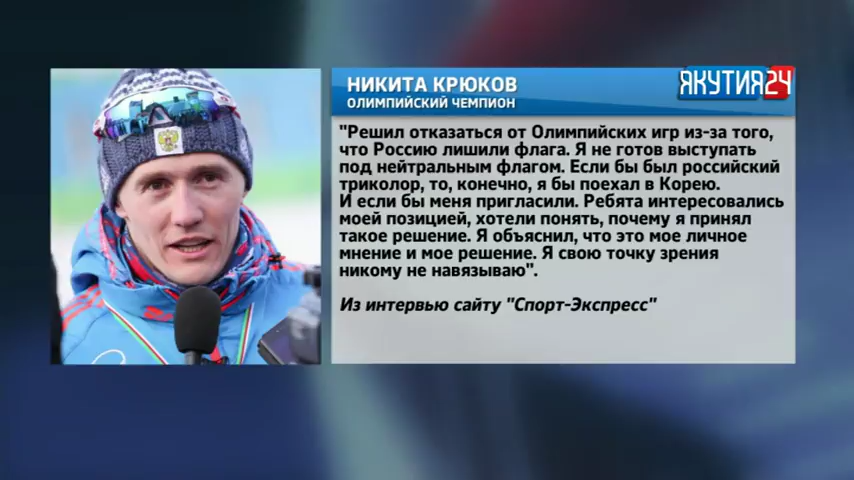 НИКИТА КРЮКОВ
ОЛИМПИЙСКИЙ ЧЕМПИОН
ЯКУТИЯ24
"Решил отказаться от Олимпийских игр из-за того,
что Россию лишили флага. Я не готов выступать
под нейтральным флагом. Если бы был российский
триколор, то, конечно, я бы поехал в Корею.
И если бы меня пригласили. Ребята интересовались
моей позицией, хотели понять, почему я принял
такое решение. Я объяснил, что это мое личное
мнение и мое решение. Я свою точку зрения
никому не навязываю".
Из интервью сайту "Спорт-Экспресс"